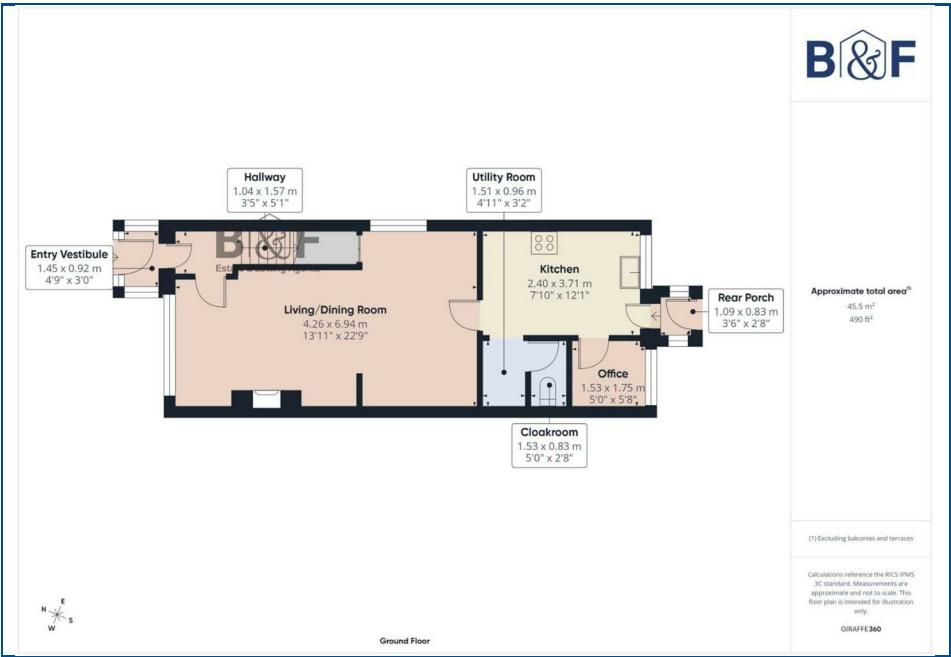 B&F
Hallway
1.04 x 1.57 m
3'5" x 5'1"
Utility Room
1.51 x 0.96 m
4'11" x 3'2"
Entry Vestibule
1.45 x 0.92 m
4'9" x 3'0"
B&F
Kitchen
2.40 x 3.71 m
7'10" x 12'1"
Living/Dining Room
4.26 x 6.94 m
13'11" x 22'9"
Rear Porch
1.09 x 0.83 m
3'6" x 2'8"
Office
1.53 x 1.75 m
5'0" x 5'8"
Cloakroom
1.53 x 0.83 m
5'0" x 2'8"
Approximate total area(1)
45.5 m²
490 ft²
(1) Excluding balconies and terraces
Calculations reference the RICS IPMS
3C standard. Measurements are
approximate and not to scale. This
floor plan is intended for illustration
only.
GIRAFFE360
N E
W S
Ground Floor